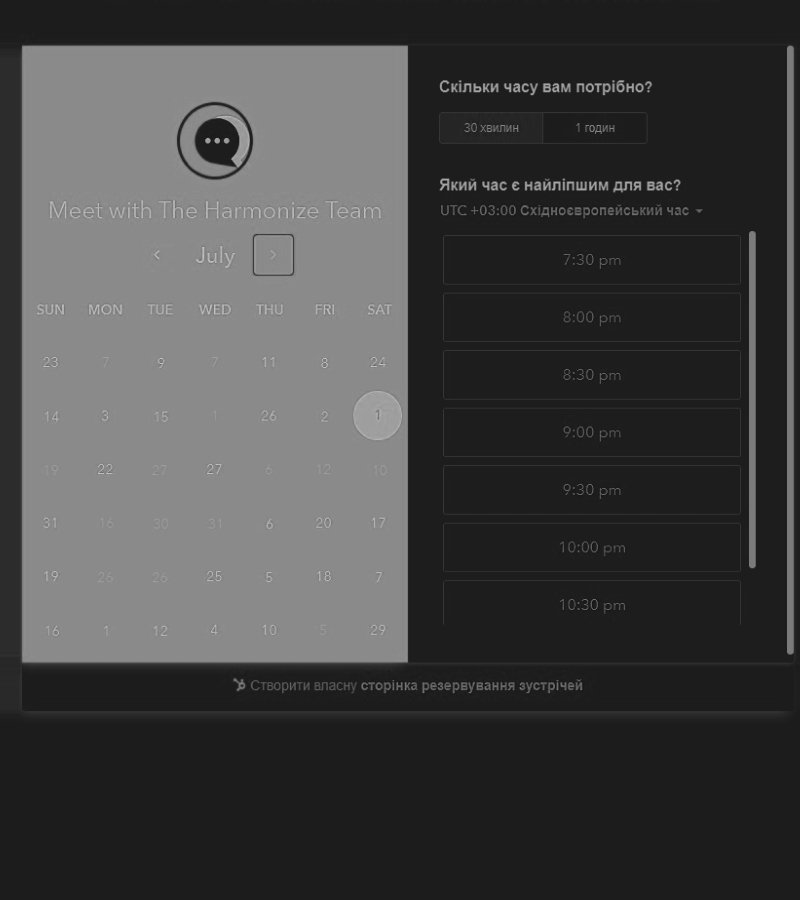 Meet with The Harmonize Team
July
SUN MON TUE WED THU FRI SAT
23 7 9 7 11 8 24
14 3 15 1 26 2 1
19 22 27 27 6 12 10
31 16 30 31 6 20 17
19 26 26 25 5 18 7
16 1 12 4 10 5 29
Скільки часу вам потрібно?
30 хвилин 1 годин
Який час є найліпшим для вас?
UTC +03:00 Східноєвропейський час
7:30 pm
8:00 pm
8:30 pm
9:00 pm
9:30 pm
10:00 pm
10:30 pm
Створити власну сторінка резервування зустрічей